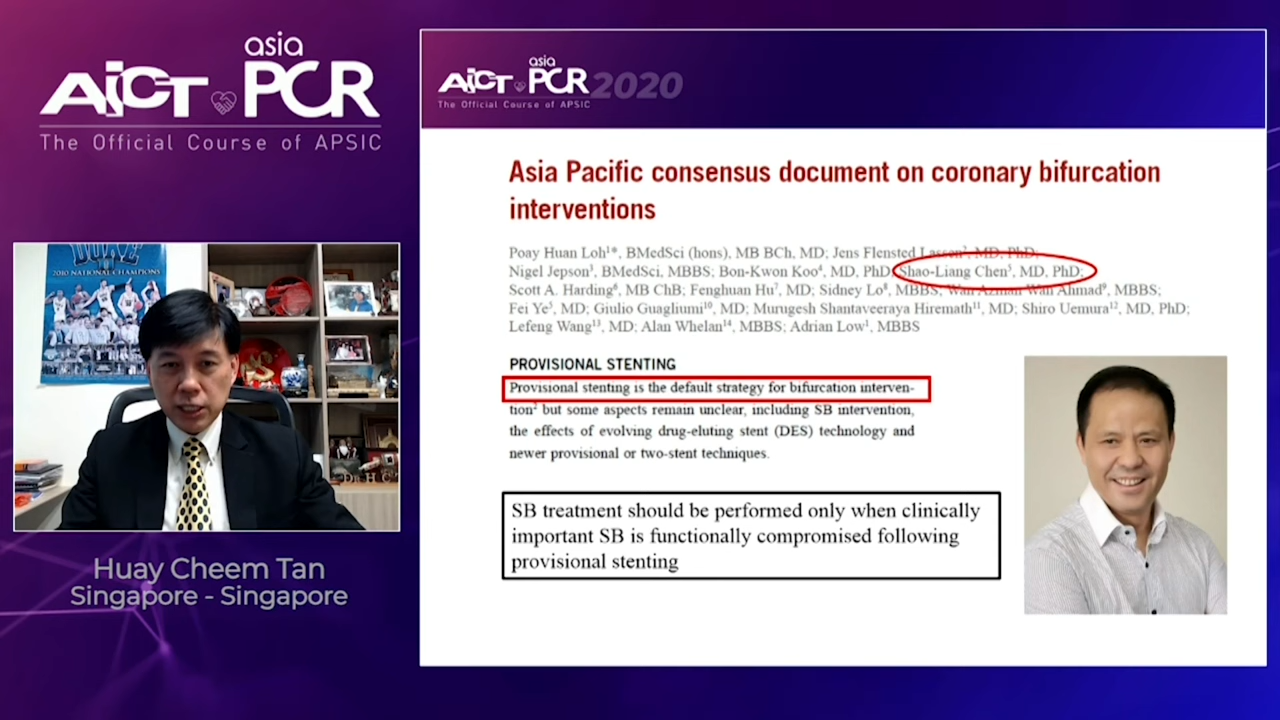 asia
AICT PCR
The Official Course of APSIC
asia
AICT PCR 2020
The Official Course of APSIC
Asia Pacific consensus document on coronary bifurcation
interventions
Poay Huan Loh1*, BMedSci (hons), MB BCh, MD; Jens Flensted Lassen2, MD, PhD;
Nigel Jepson3, BMedSci, MBBS; Bon-Kwon Koo4, MD, PhD; Shao-Liang Chen5, MD, PhD;
Scott A. Harding6, MB ChB; Fenghuan Hu7, MD; Sidney Lo8, MBBS; Wan Azman Wan Ahmad9, MBBS;
Fei Ye5, MD; Giulio Guagliumi10, MD; Murugesh Shantaveeraya Hiremath11, MD; Shiro Uemura12, MD, PhD;
Lefeng Wang13, MD; Alan Whelan14, MBBS; Adrian Low1, MBBS
PROVISIONAL STENTING
Provisional stenting is the default strategy for bifurcation interven-
tion2 but some aspects remain unclear, including SB intervention,
the effects of evolving drug-eluting stent (DES) technology and
newer provisional or two-stent techniques.
SB treatment should be performed only when clinically
important SB is functionally compromised following
provisional stenting
DUKE
2010 NATIONAL CHAMPIONS
Huay Cheem Tan
Singapore - Singapore